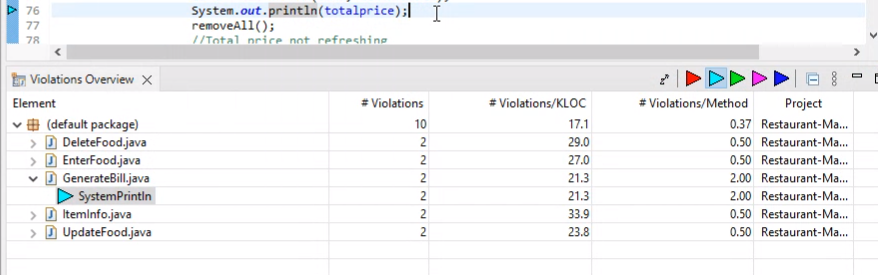 76 System.out.println(totalprice);
77 removeAll();
78 //Total price not refreshing
Violations Overview
Element # Violations # Violations/KLOC # Violations/Method Project
(default package) 10 17.1 0.37 Restaurant-Ma...
DeleteFood.java 2 29.0 0.50 Restaurant-Ma...
EnterFood.java 2 27.0 0.50 Restaurant-Ma...
GenerateBill.java 2 21.3 2.00 Restaurant-Ma...
SystemPrintln 2 21.3 2.00 Restaurant-Ma...
ItemInfo.java 2 33.9 0.50 Restaurant-Ma...
UpdateFood.java 2 23.8 0.50 Restaurant-Ma...